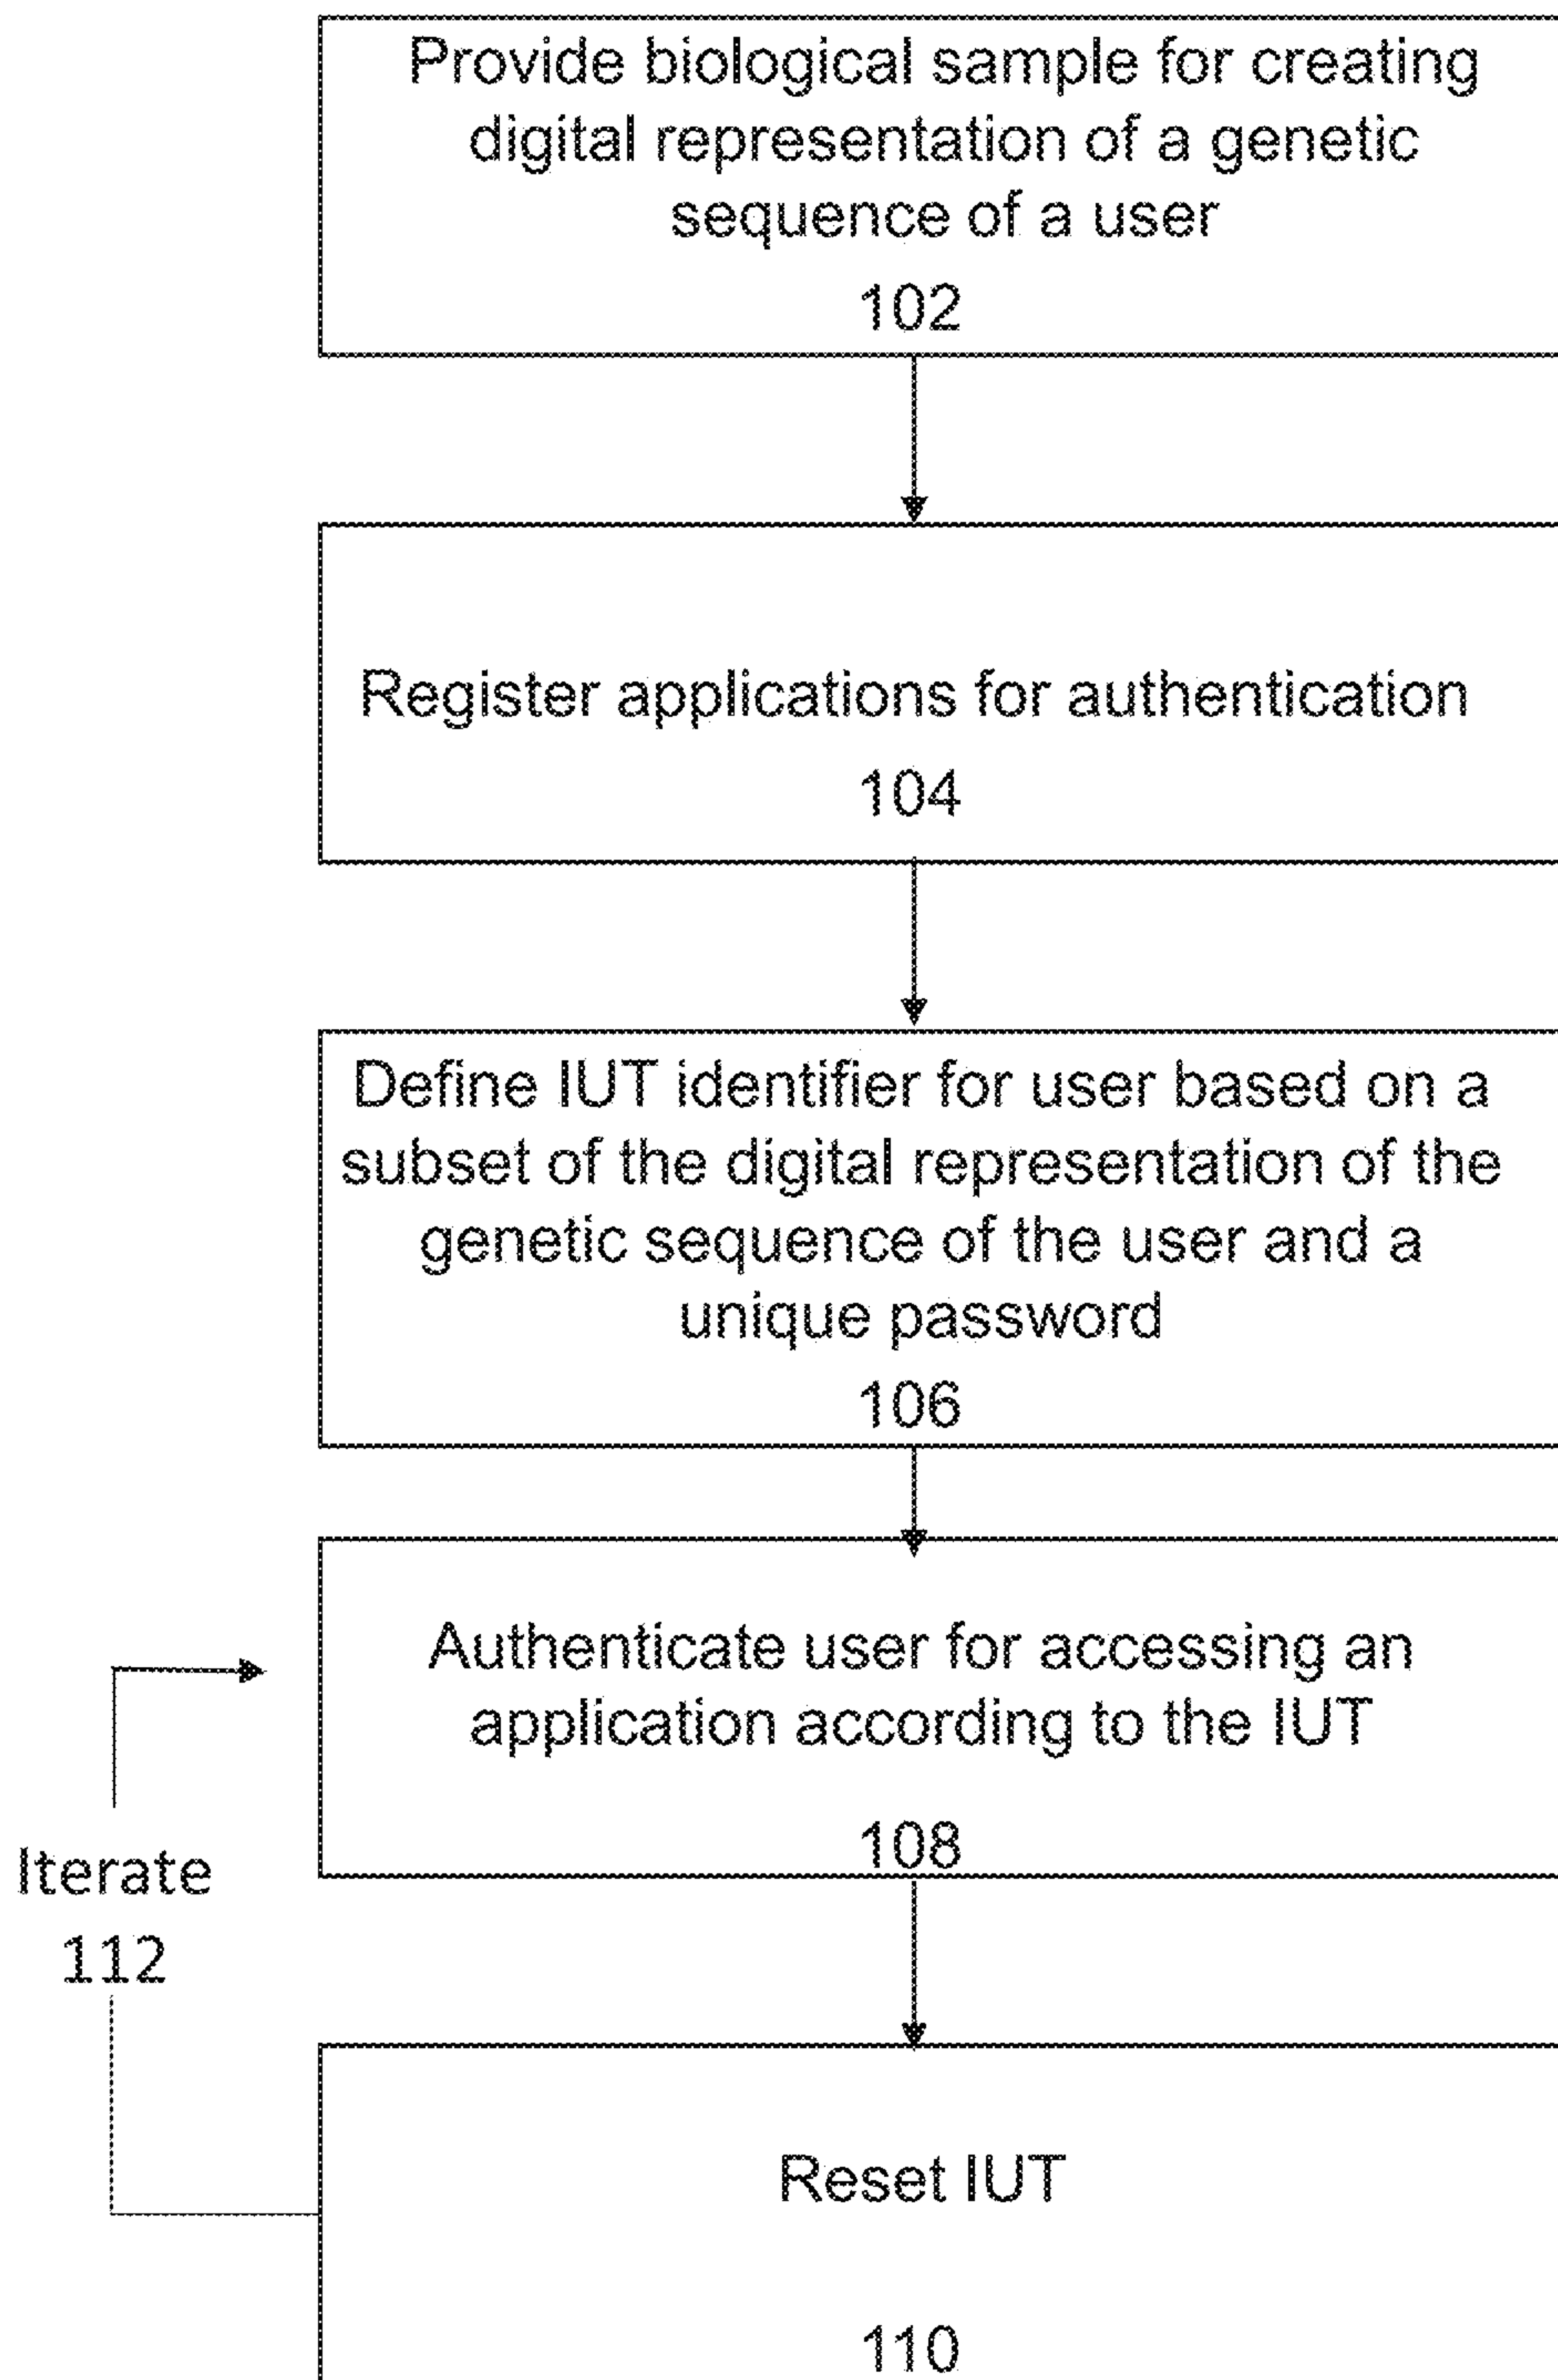 Provide biological sample for creating
digital representation of a genetic
sequence of a user
102
Register applications for authentication
104
Define IUT identifier for user based on a
subset of the digital representation of the
genetic sequence of the user and a
unique password
106
Authenticate user for accessing an
application according to the IUT
108
Iterate
112
Reset IUT
110